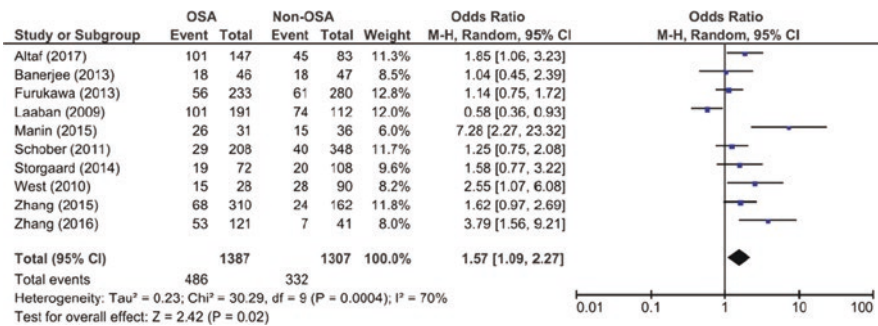 OSA Non-OSA Odds Ratio Odds Ratio
Study or Subgroup Event Total Event Total Weight M-H, Random, 95% CI M-H, Random, 95% CI
Altaf (2017) 101 147 45 83 11.3% 1.85 [1.06, 3.23]
Banerjee (2013) 18 46 18 47 8.5% 1.04 [0.45, 2.39]
Furukawa (2013) 56 233 61 280 12.8% 1.14 [0.75, 1.72]
Laaban (2009) 101 191 74 112 12.0% 0.58 [0.36, 0.93]
Manin (2015) 26 31 15 36 6.0% 7.28 [2.27, 23.32]
Schober (2011) 29 208 40 348 11.9% 1.25 [0.75, 2.08]
Storgaard (2014) 19 72 20 108 9.6% 1.58 [0.77, 3.22]
West (2010) 15 28 28 90 8.2% 2.55 [1.07, 6.08]
Zhang (2015) 68 310 24 162 11.8% 1.62 [0.97, 2.69]
Zhang (2016) 53 121 7 41 8.0% 3.79 [1.56, 9.21]
Total (95% CI) 1387 1307 100.0% 1.57 [1.09, 2.27]
Total events 486 332
Heterogeneity: Tau² = 0.23; Chi² = 30.29, df = 9 (P = 0.0004); I² = 70%
Test for overall effect: Z = 2.42 (P = 0.02)
0.01 0.1 1 10 100